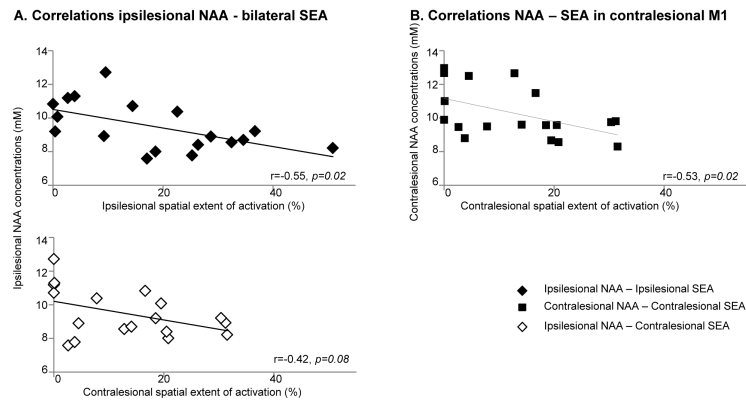 A. Correlations ipsilesional NAA - bilateral SEA
B. Correlations NAA – SEA in contralesional M1
Ipsilesional NAA concentrations (mM)
14
12
10
8
6
0
20
40
r=-0.55, p=0.02
Ipsilesional spatial extent of activation (%)
14
12
10
8
6
0
20
40
r=-0.42, p=0.08
Contralesional spatial extent of activation (%)
Contralesional NAA concentrations (mM)
14
12
10
8
6
0
20
40
r=-0.53, p=0.02
Contralesional spatial extent of activation (%)
Ipsilesional NAA – Ipsilesional SEA
Contralesional NAA – Contralesional SEA
Ipsilesional NAA – Contralesional SEA